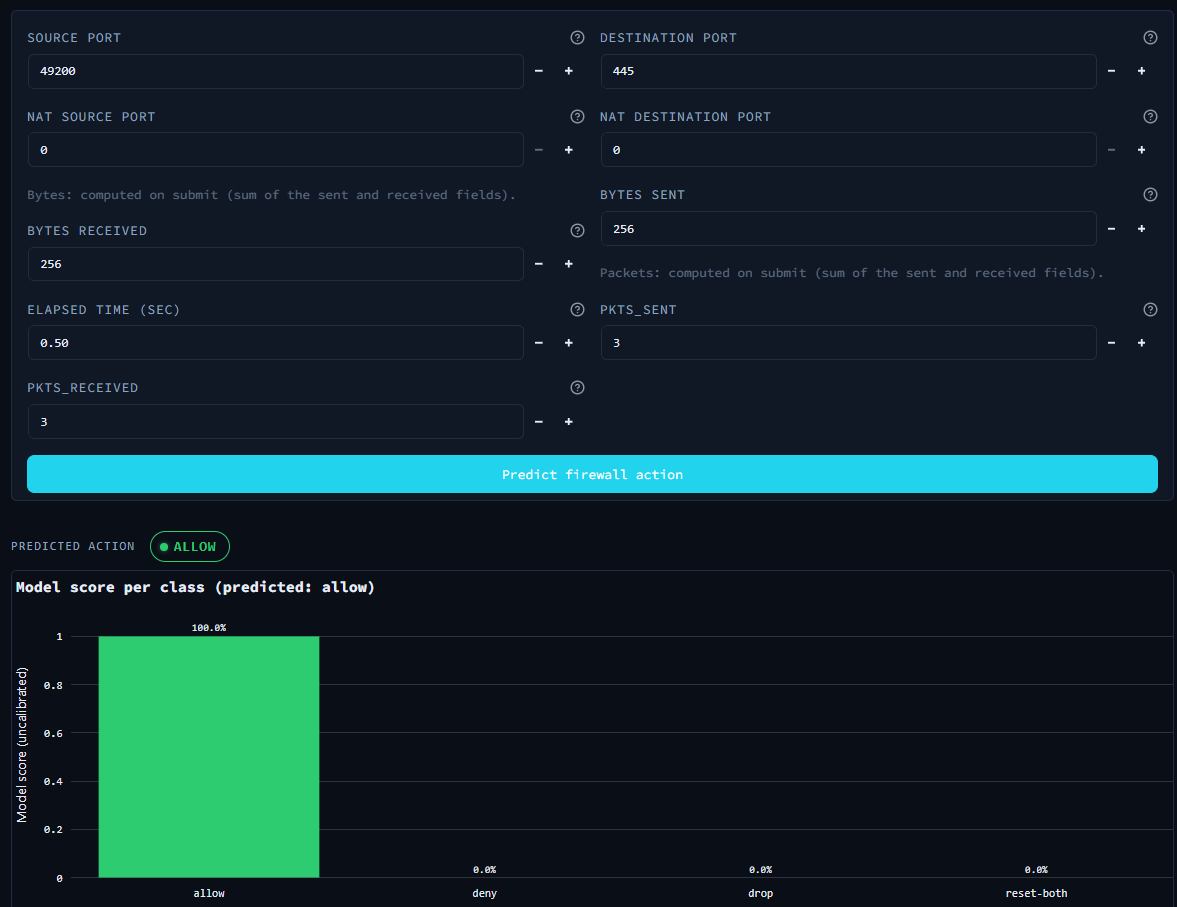 SOURCE PORT
49200
DESTINATION PORT
445
NAT SOURCE PORT
0
NAT DESTINATION PORT
0
Bytes: computed on submit (sum of the sent and received fields).
BYTES SENT
256
BYTES RECEIVED
256
Packets: computed on submit (sum of the sent and received fields).
ELAPSED TIME (SEC)
0.50
PKTS_SENT
3
PKTS_RECEIVED
3
Predict firewall action
PREDICTED ACTION
ALLOW
Model score per class (predicted: allow)
Model score (uncalibrated)
1
0.8
0.6
0.4
0.2
0
100.0%
0.0%
0.0%
0.0%
allow
deny
drop
reset-both